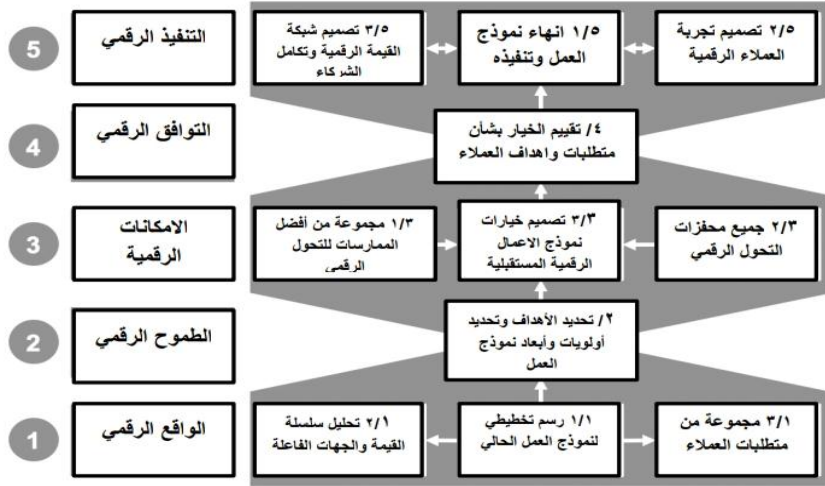 5
التنفيذ الرقمي
٣/٥ تصميم شبكة
القيمة الرقمية وتكامل
الشركاء
١/٥ انهاء نموذج
العمل وتنفيذه
٢/٥ تصميم تجربة
العملاء الرقمية
4
التوافق الرقمي
٤/ تقييم الخيار بشأن
متطلبات واهداف العملاء
3
الامكانات
الرقمية
١/٣ مجموعة من أفضل
الممارسات للتحول
الرقمي
٣/٣ تصميم خيارات
نموذج الاعمال
الرقمية المستقبلية
٢/٣ جميع محفزات
التحول الرقمي
2
الطموح الرقمي
٢/ تحديد الأهداف وتحديد
أولويات وأبعاد نموذج
العمل
1
الواقع الرقمي
٢/١ تحليل سلسلة
القيمة والجهات الفاعلة
١/١ رسم تخطيطي
لنموذج العمل الحالي
٣/١ مجموعة من
متطلبات العملاء